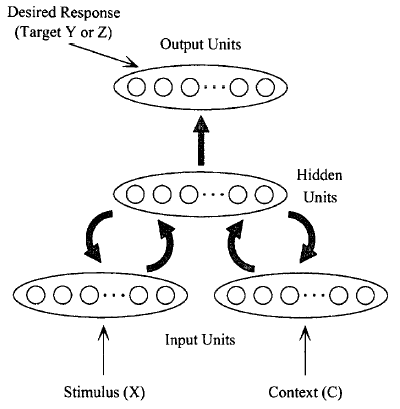 Desired Response
(Target Y or Z)
Output Units
Hidden
Units
Input Units
Stimulus (X)
Context (C)